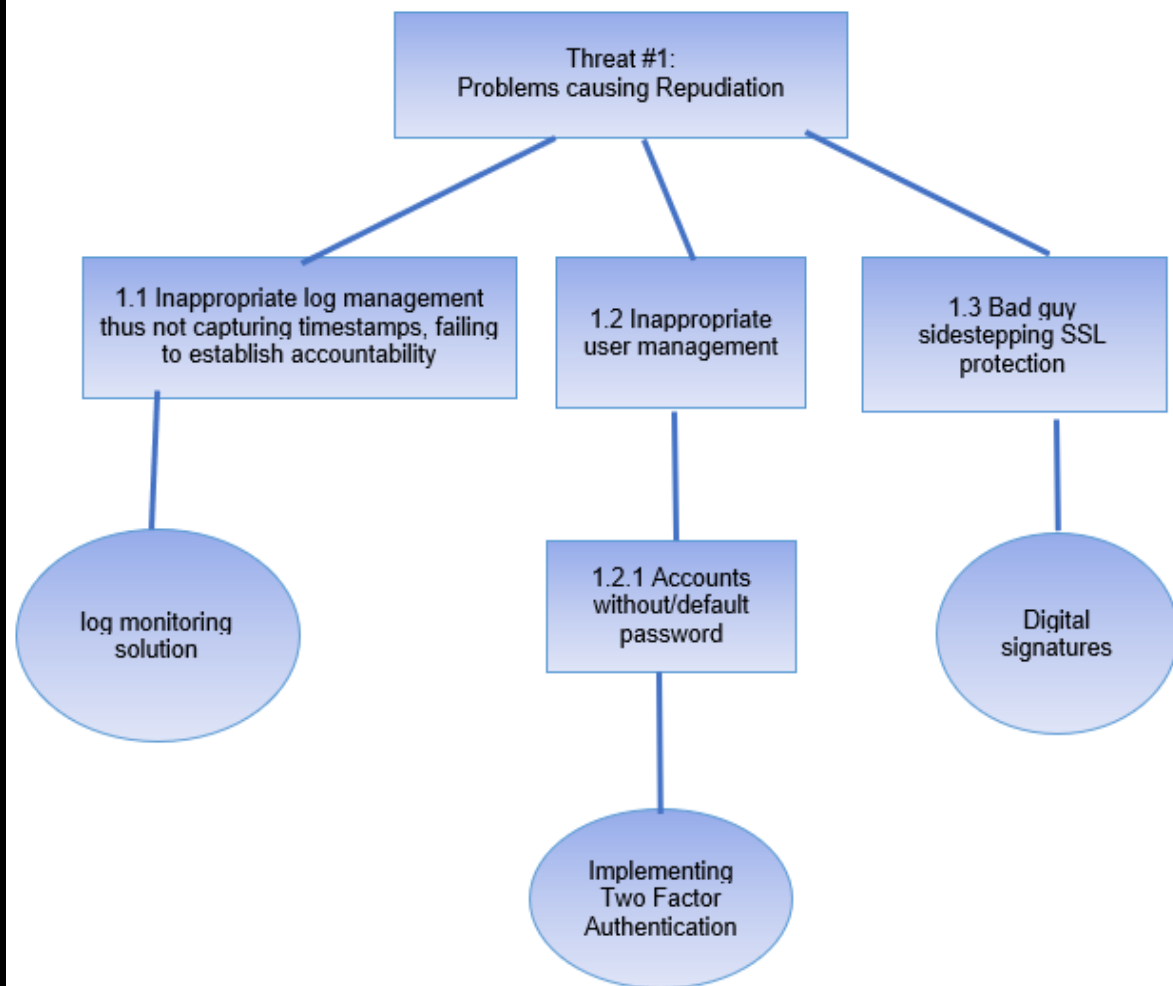 Threat #1:
Problems causing Repudiation
1.1 Inappropriate log management
thus not capturing timestamps, failing
to establish accountability
1.2 Inappropriate
user management
1.3 Bad guy
sidestepping SSL
protection
log monitoring
solution
1.2.1 Accounts
without/default
password
Digital
signatures
Implementing
Two Factor
Authentication